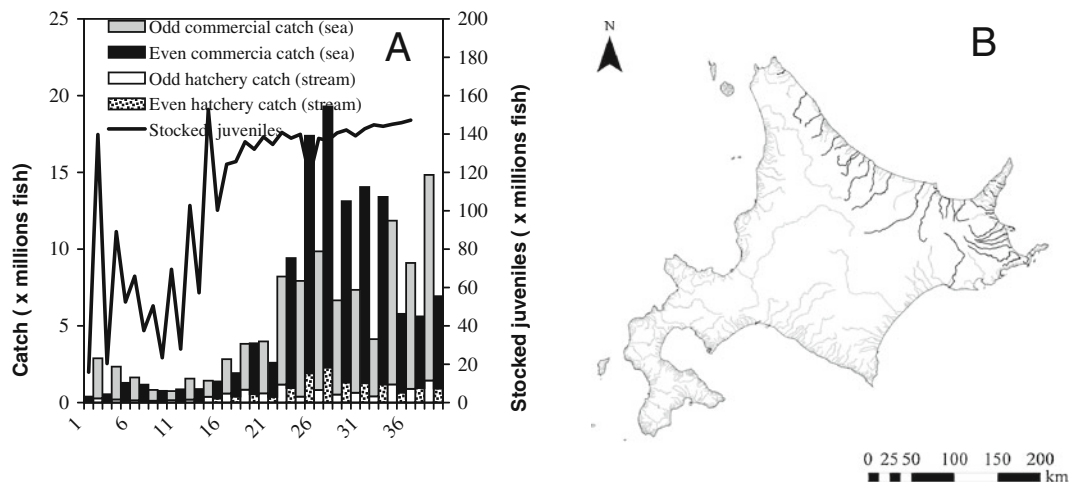 A
Odd commercial catch (sea)
Even commercia catch (sea)
Odd hatchery catch (stream)
Even hatchery catch (stream)
Stocked juveniles
Catch ( x millions fish)
25
20
15
10
5
0
1
6
11
16
21
26
31
36
200
180
160
140
120
100
80
60
40
20
0
Stocked juveniles ( x millions fish)
N
B
0 25 50 100 150 200
km